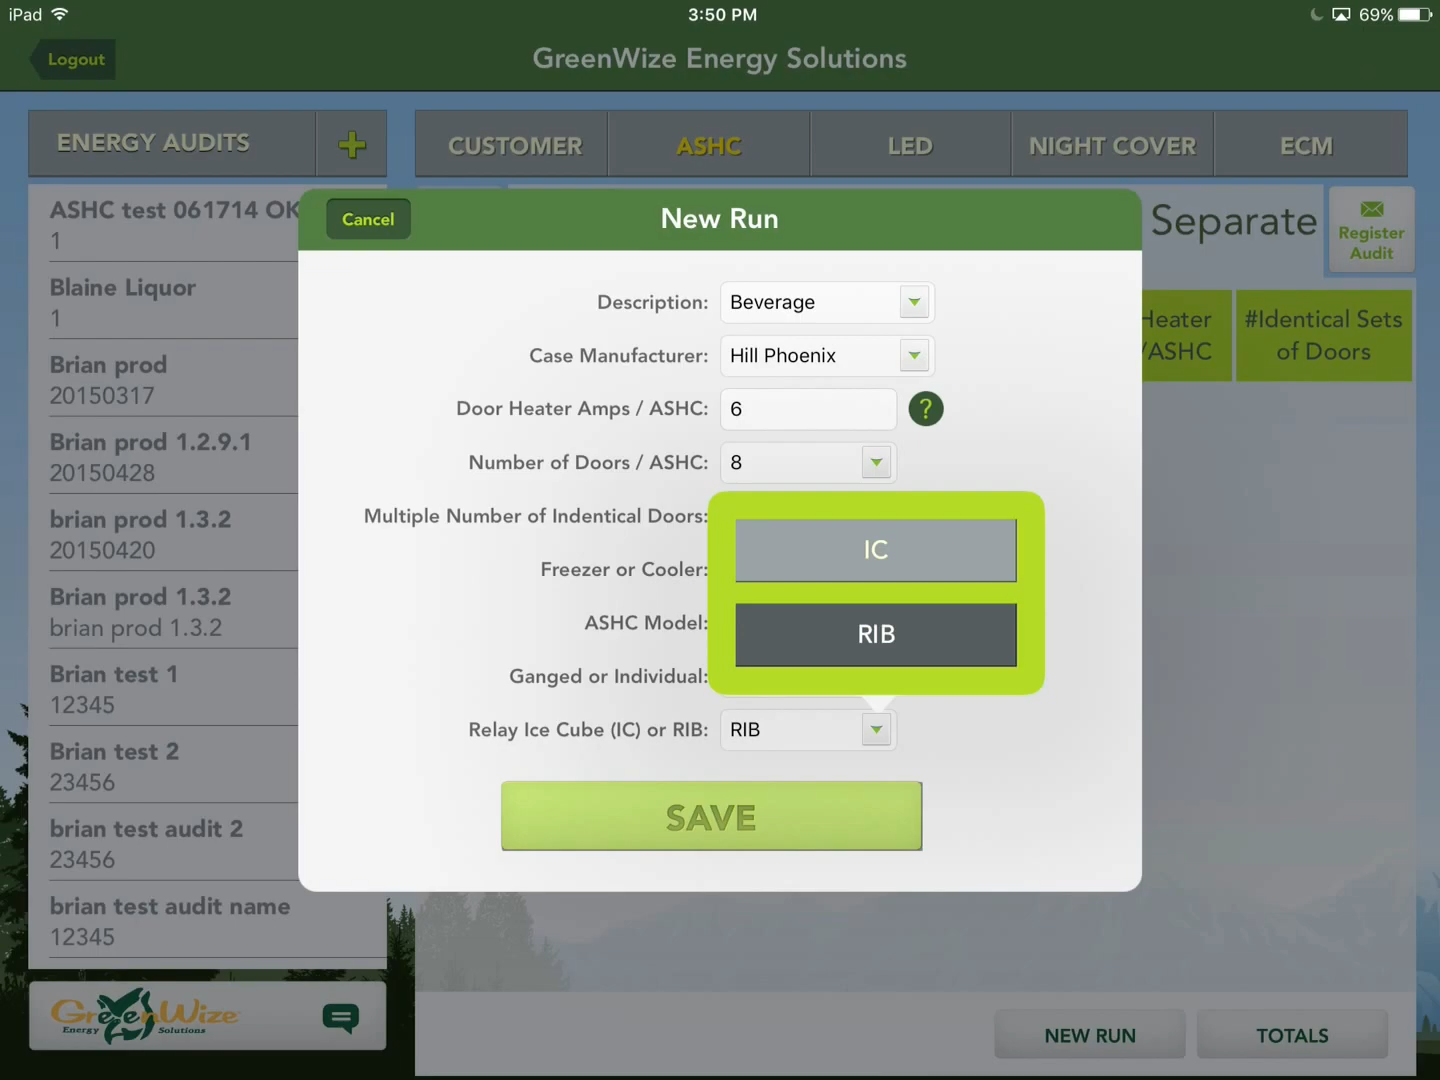 iPad
3:50 PM
69%
Logout
GreenWize Energy Solutions
ENERGY AUDITS
CUSTOMER
ASHC
LED
NIGHT COVER
ECM
ASHC test 061714 OK
1
Blaine Liquor
1
Brian prod
20150317
Brian prod 1.2.9.1
20150428
brian prod 1.3.2
20150420
Brian prod 1.3.2
brian prod 1.3.2
Brian test 1
12345
Brian test 2
23456
brian test audit 2
23456
brian test audit name
12345
GreenWize
Energy Solutions
Cancel
New Run
Description: Beverage
Case Manufacturer: Hill Phoenix
Door Heater Amps / ASHC: 6 ?
Number of Doors / ASHC: 8
Multiple Number of Indentical Doors:
Freezer or Cooler:
ASHC Model:
Ganged or Individual:
IC
RIB
Relay Ice Cube (IC) or RIB: RIB
SAVE
Separate
Register
Audit
Heater
/ASHC
#Identical Sets
of Doors
NEW RUN
TOTALS